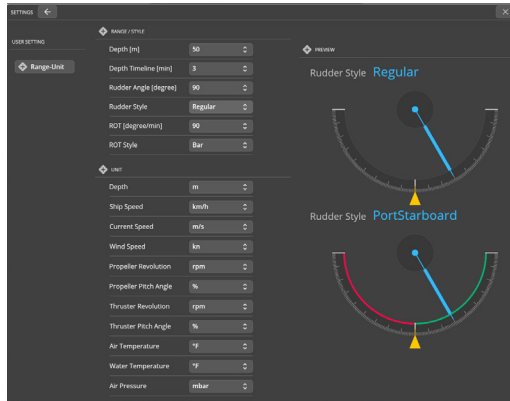 SETTINGS
USER SETTING
Range-Unit
RANGE / STYLE
Depth [m] 50
Depth Timeline [min] 3
Rudder Angle [degree] 90
Rudder Style Regular
ROT [degree/min] 90
ROT Style Bar
UNIT
Depth m
Ship Speed km/h
Current Speed m/s
Wind Speed kn
Propeller Revolution rpm
Propeller Pitch Angle %
Thruster Revolution rpm
Thruster Pitch Angle %
Air Temperature °F
Water Temperature °F
Air Pressure mbar
PREVIEW
Rudder Style Regular
Rudder Style PortStarboard